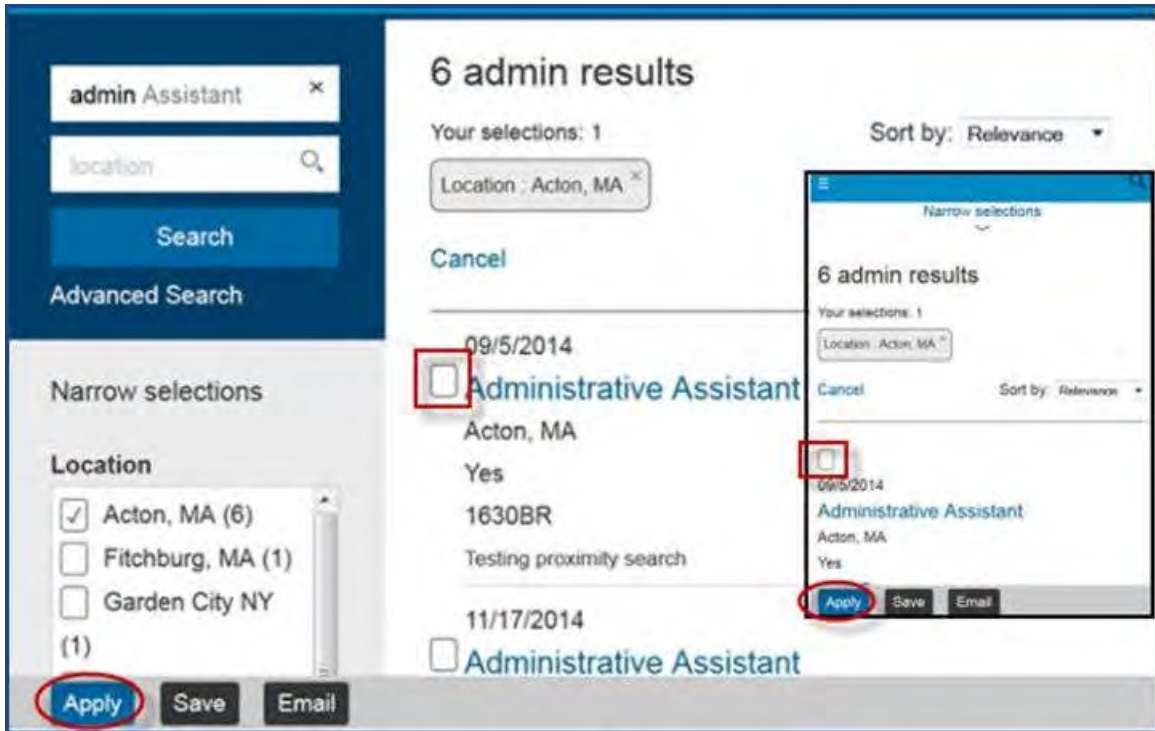 admin Assistant ×
location
Search
Advanced Search
Narrow selections
Location
Acton, MA (6)
Fitchburg, MA (1)
Garden City NY
(1)
Apply Save Email
6 admin results
Your selections: 1
Sort by: Relevance
Location : Acton, MA ×
Cancel
09/5/2014
Administrative Assistant
Acton, MA
Yes
1630BR
Testing proximity search
11/17/2014
Administrative Assistant
Narrow selections
6 admin results
Your selections: 1
Location : Acton, MA ×
Cancel
Sort by: Relevance
09/5/2014
Administrative Assistant
Acton, MA
Yes
Apply Save Email